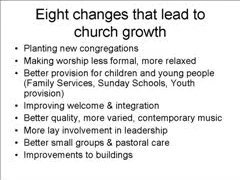 Eight changes that lead to
church growth
• Planting new congregations
• Making worship less formal, more relaxed
• Better provision for children and young people
(Family Services, Sunday Schools, Youth
provision)
• Improving welcome & integration
• Better quality, more varied, contemporary music
• More lay involvement in leadership
• Better small groups & pastoral care
• Improvements to buildings